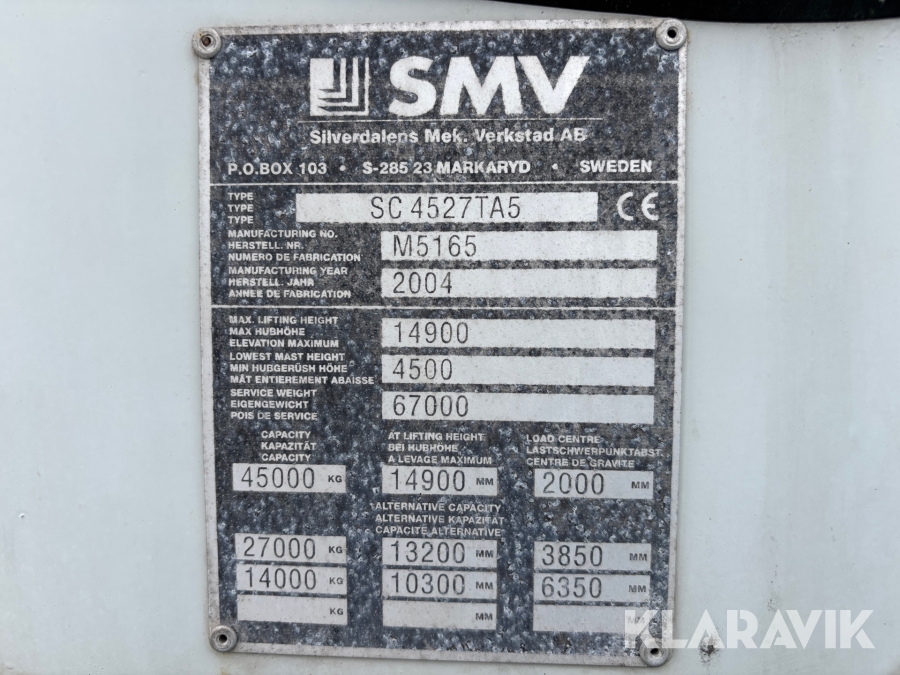 SMV
Silverdalens Mek. Verkstad AB
P.O.BOX 103 • S-285 23 MARKARYD • SWEDEN
TYPE
TYPE
TYPE
SC 4527TA5
CE
MANUFACTURING NO.
HERSTELL. NR.
NUMERO DE FABRICATION
M5165
MANUFACTURING YEAR
HERSTELL. JAHR
ANNEE DE FABRICATION
2004
MAX. LIFTING HEIGHT
MAX HUBHÖHE
ELEVATION MAXIMUM
14900
LOWEST MAST HEIGHT
MIN HUBGERÜSH HÖHE
MÂT ENTIEREMENT ABAISSE
4500
SERVICE WEIGHT
EIGENGEWICHT
POIS DE SERVICE
67000
CAPACITY
KAPAZITÄT
CAPACITY
AT LIFTING HEIGHT
BEI HUBHÖHE
A LEVAGE MAXIMUM
LOAD CENTRE
LASTSCHWERPUNKTABST.
CENTRE DE GRAVITE
45000 KG 14900 MM 2000 MM
ALTERNATIVE CAPACITY
ALTERNATIVE KAPAZITÄT
CAPACITE ALTERNATIVE
27000 KG 13200 MM 3850 MM
14000 KG 10300 MM 6350 MM
KG MM MM
KLARAVIK